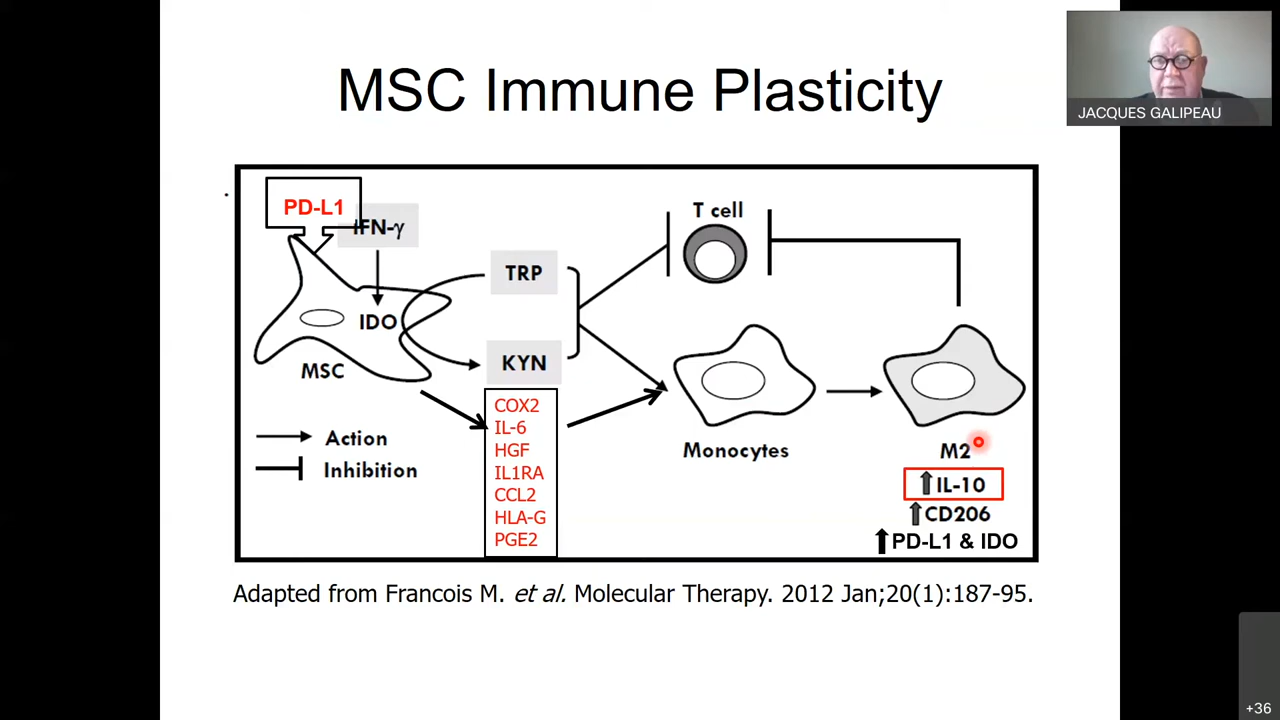 MSC Immune Plasticity
JACQUES GALIPEAU
PD-L1
IFN-γ
T cell
TRP
IDO
KYN
MSC
COX2
IL-6
HGF
IL1RA
CCL2
HLA-G
PGE2
Action
Inhibition
Monocytes
M2
IL-10
CD206
PD-L1 & IDO
Adapted from Francois M. et al. Molecular Therapy. 2012 Jan;20(1):187-95.
+36